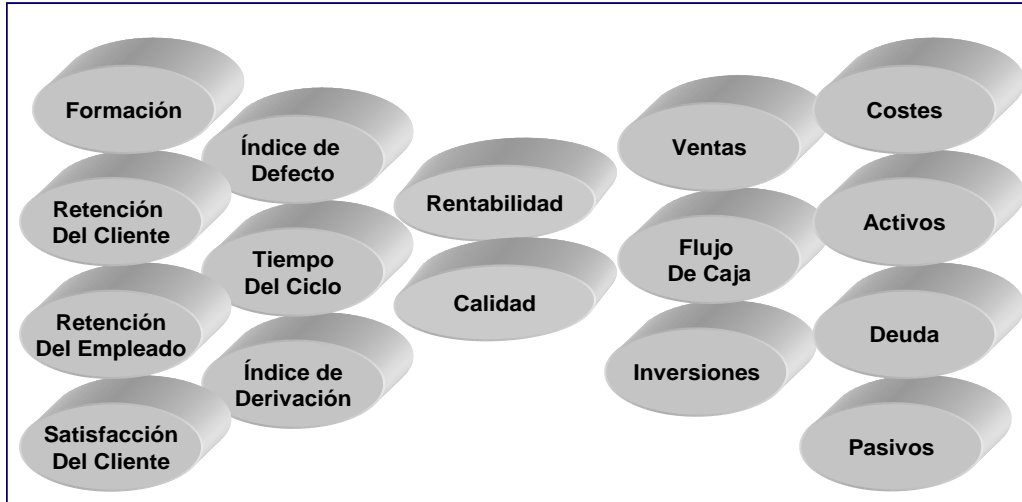 Formación
Retención
Del Cliente
Retención
Del Empleado
Satisfacción
Del Cliente
Índice de
Defecto
Tiempo
Del Ciclo
Índice de
Derivación
Rentabilidad
Calidad
Ventas
Flujo
De Caja
Inversiones
Costes
Activos
Deuda
Pasivos